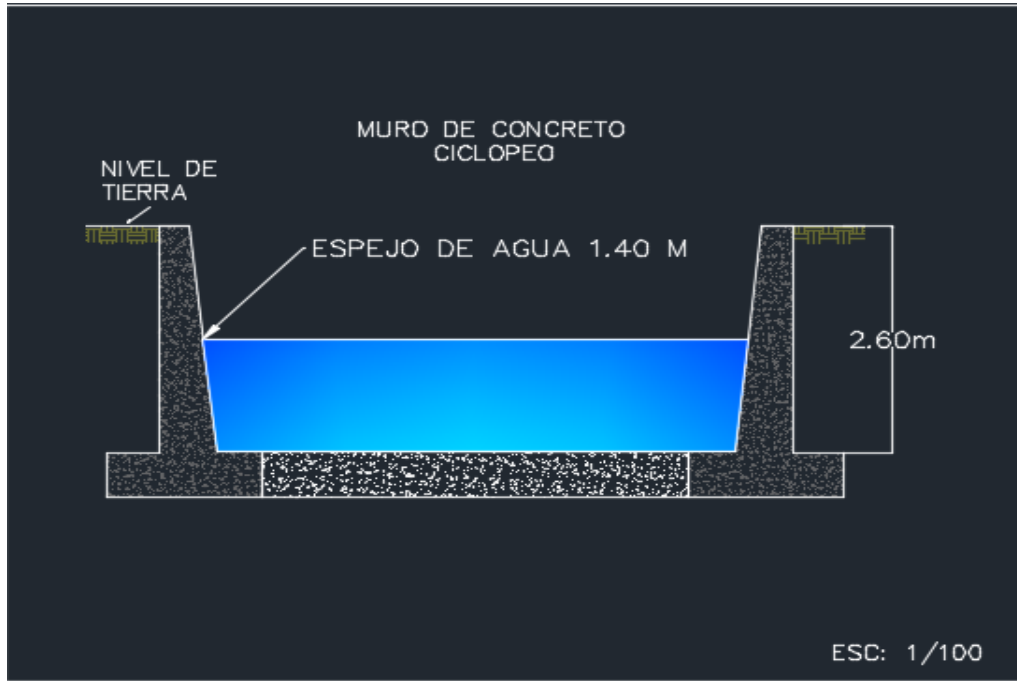 MURO DE CONCRETO
CICLOPEO
NIVEL DE
TIERRA
ESPEJO DE AGUA 1.40 M
2.60m
ESC: 1/100